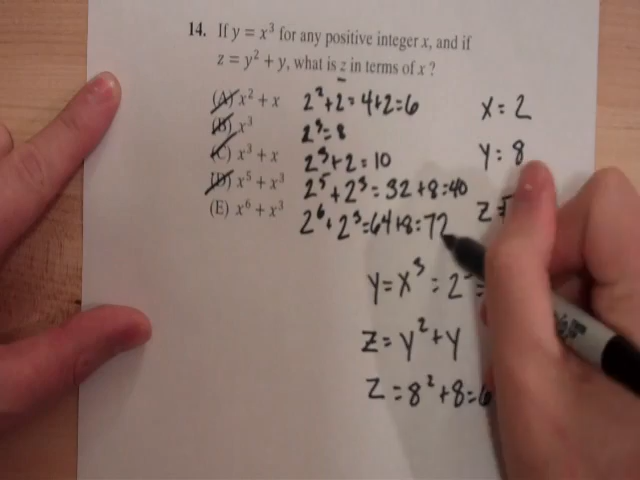 14. If y = x³ for any positive integer x, and if
z = y² + y, what is z in terms of x ?
(A) x² + x 2²+2=4+2=6
(B) x³ 2³=8
(C) x³ + x 2³+2=10
(D) x⁵ + x³ 2⁵+2³=32+8=40
(E) x⁶ + x³ 2⁶+2³=64+8=72
x=2
y=8
z=
y=x³=2³=
z=y²+y
z=8²+8=6